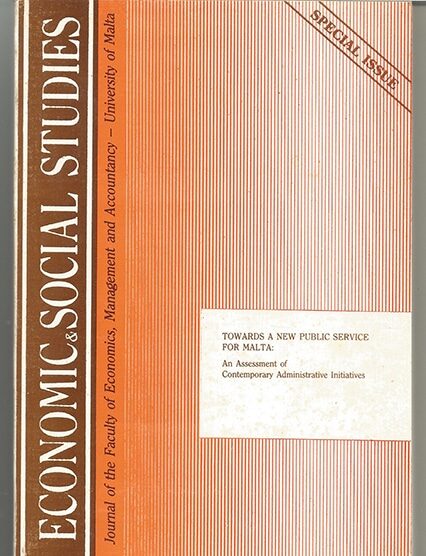 ECONOMIC & SOCIAL STUDIES
Journal of the Faculty of Economics, Management and Accountancy – University of Malta
SPECIAL ISSUE
TOWARDS A NEW PUBLIC SERVICE
FOR MALTA:
An Assessment of
Contemporary Administrative Initiatives